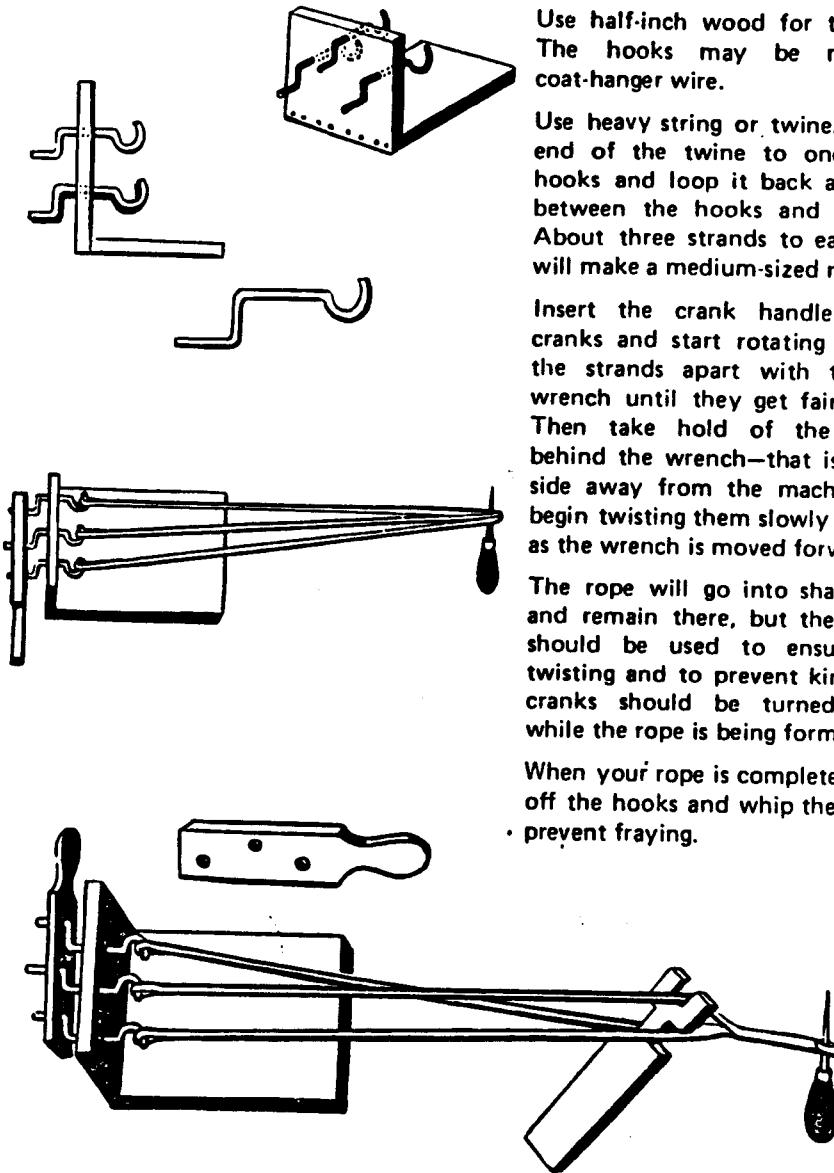 Use half-inch wood for t
The hooks may be r
coat-hanger wire.
Use heavy string or twine.
end of the twine to on
hooks and loop it back a
between the hooks and
About three strands to ea
will make a medium-sized r
Insert the crank handle
cranks and start rotating
the strands apart with t
wrench until they get fair
Then take hold of the
behind the wrench—that is
side away from the mach
begin twisting them slowly
as the wrench is moved forv
The rope will go into sha
and remain there, but the
should be used to ensu
twisting and to prevent kir
cranks should be turned
while the rope is being form
When your rope is complete
off the hooks and whip the
prevent fraying.